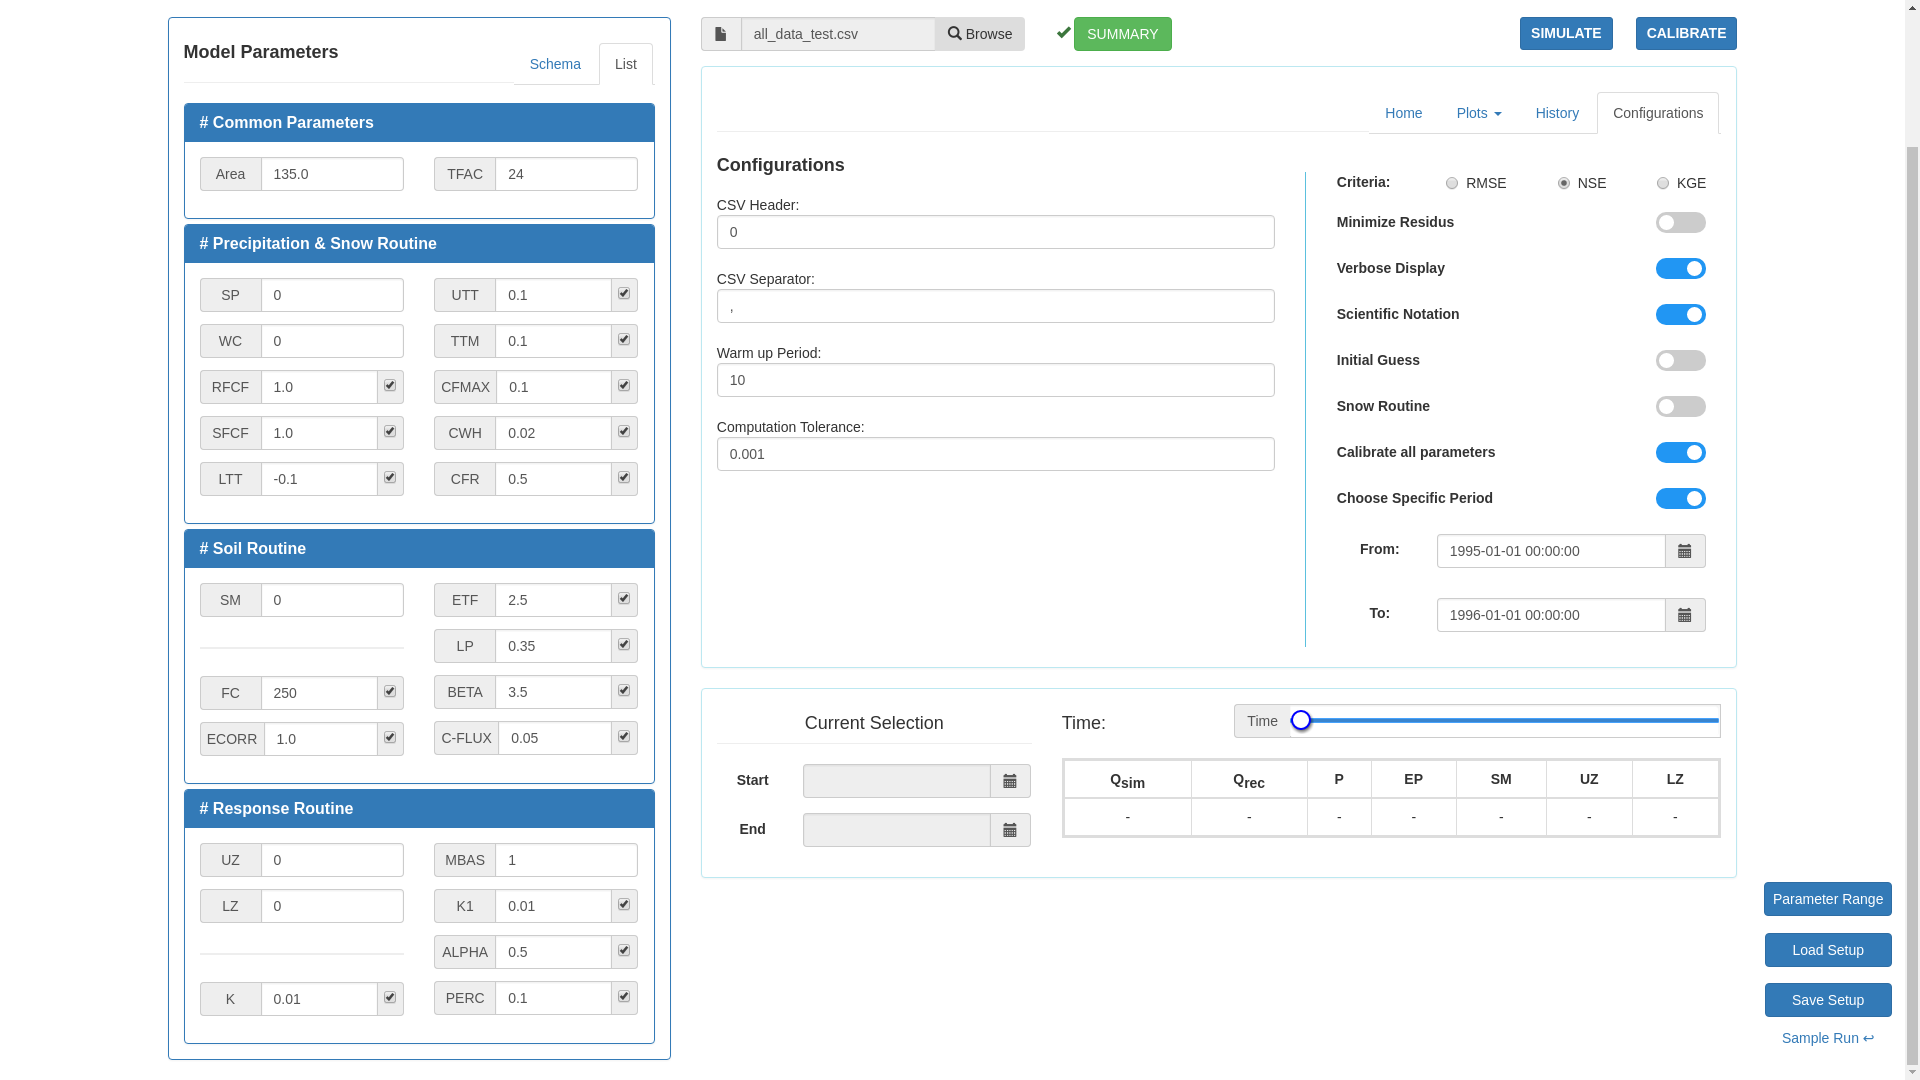 Model Parameters
Schema
List
# Common Parameters
Area 135.0
TFAC 24
# Precipitation & Snow Routine
SP 0
UTT 0.1
WC 0
TTM 0.1
RFCF 1.0
CFMAX 0.1
SFCF 1.0
CWH 0.02
LTT -0.1
CFR 0.5
# Soil Routine
SM 0
ETF 2.5
LP 0.35
FC 250
BETA 3.5
ECORR 1.0
C-FLUX 0.05
# Response Routine
UZ 0
MBAS 1
LZ 0
K1 0.01
ALPHA 0.5
K 0.01
PERC 0.1
all_data_test.csv
Browse
SUMMARY
SIMULATE
CALIBRATE
Home
Plots
History
Configurations
Configurations
CSV Header:
0
CSV Separator:
,
Warm up Period:
10
Computation Tolerance:
0.001
Criteria: RMSE NSE KGE
Minimize Residus
Verbose Display
Scientific Notation
Initial Guess
Snow Routine
Calibrate all parameters
Choose Specific Period
From: 1995-01-01 00:00:00
To: 1996-01-01 00:00:00
Current Selection
Start
End
Time:
Time
Qsim Qrec P EP SM UZ LZ
- - - - - - -
Parameter Range
Load Setup
Save Setup
Sample Run ↩